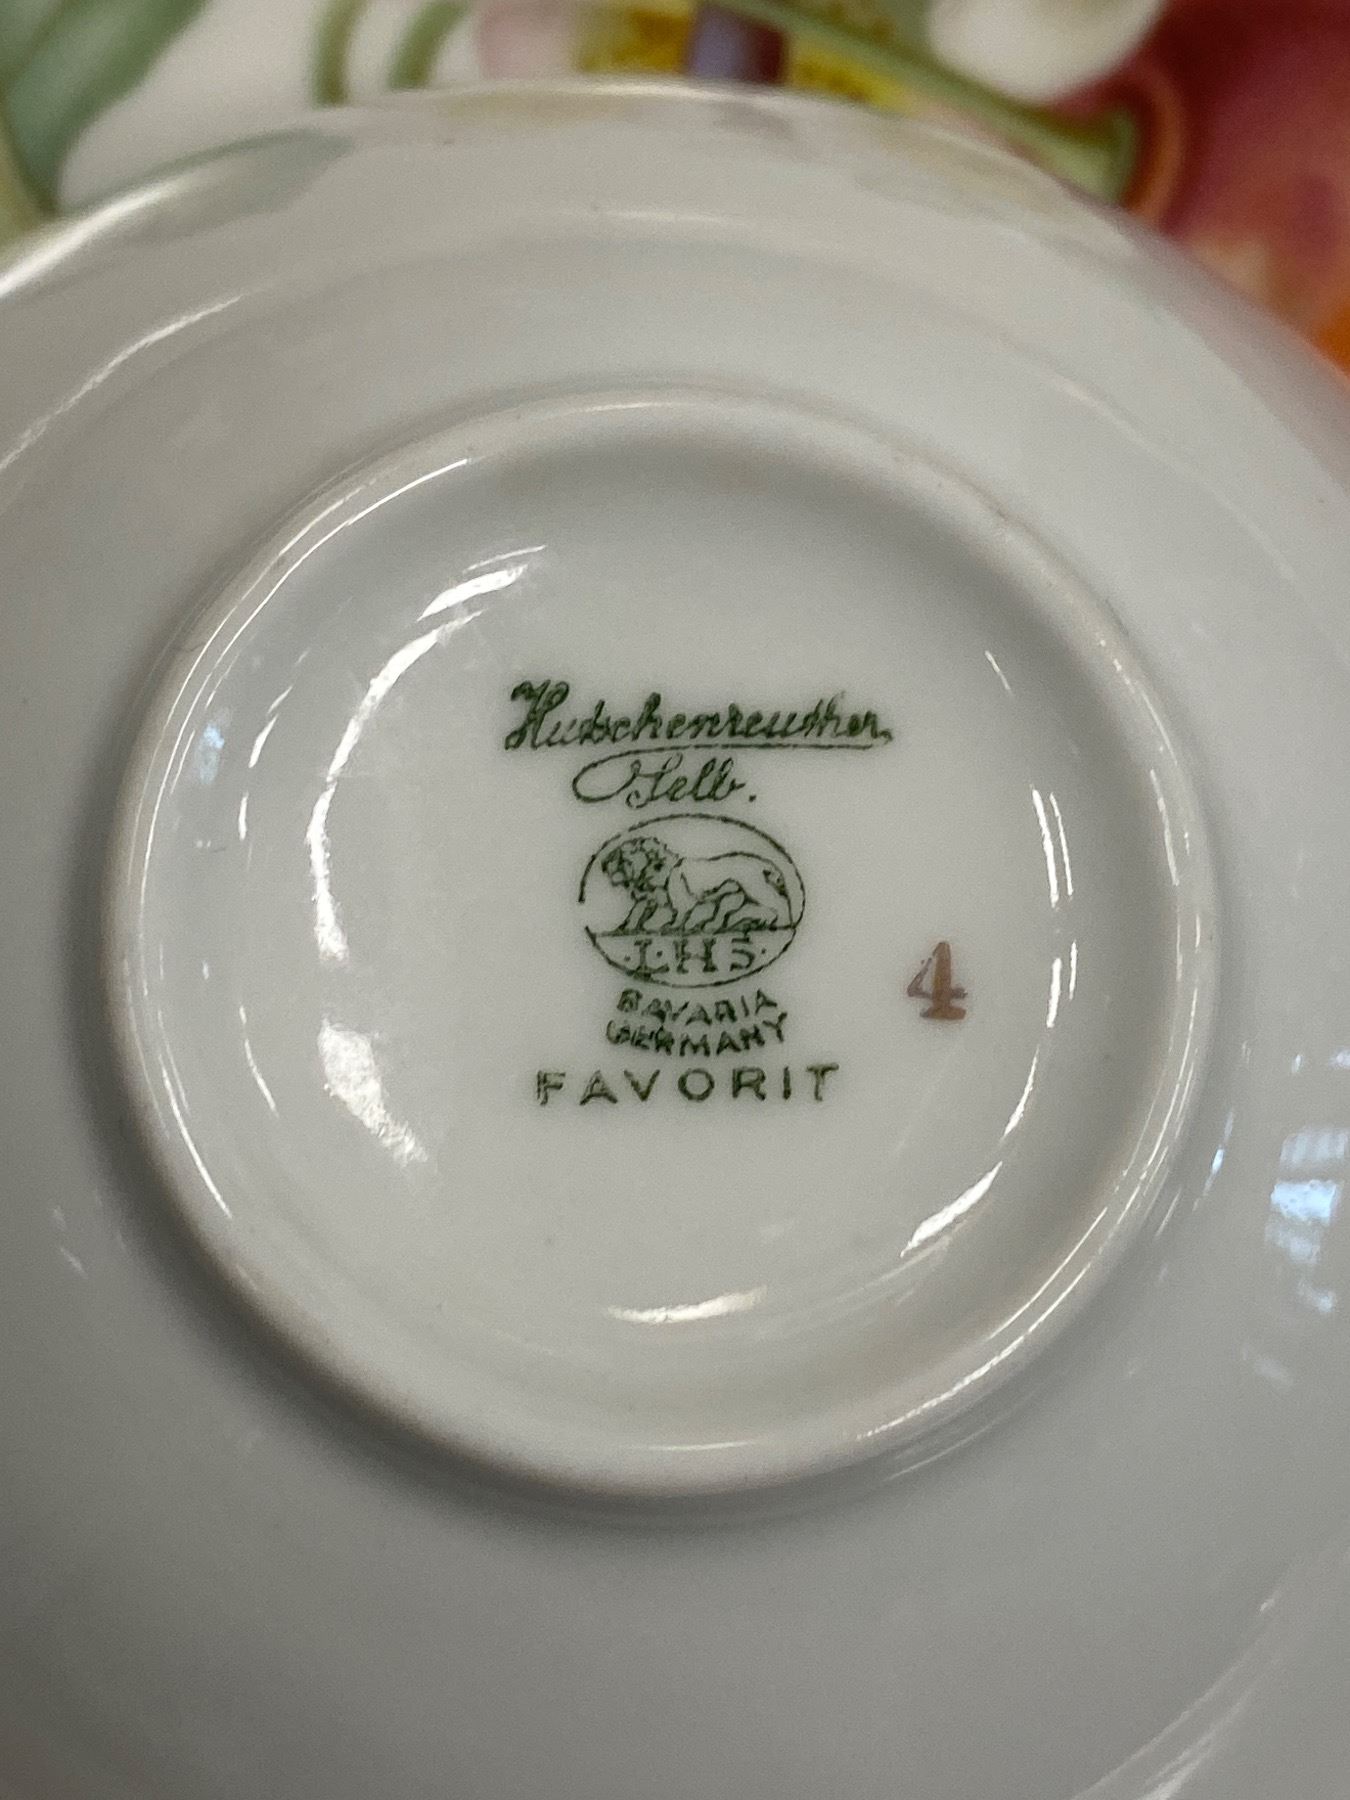 Hutschenreuther
Selb.
L·H·S·
BAVARIA
GERMANY
FAVORIT
4